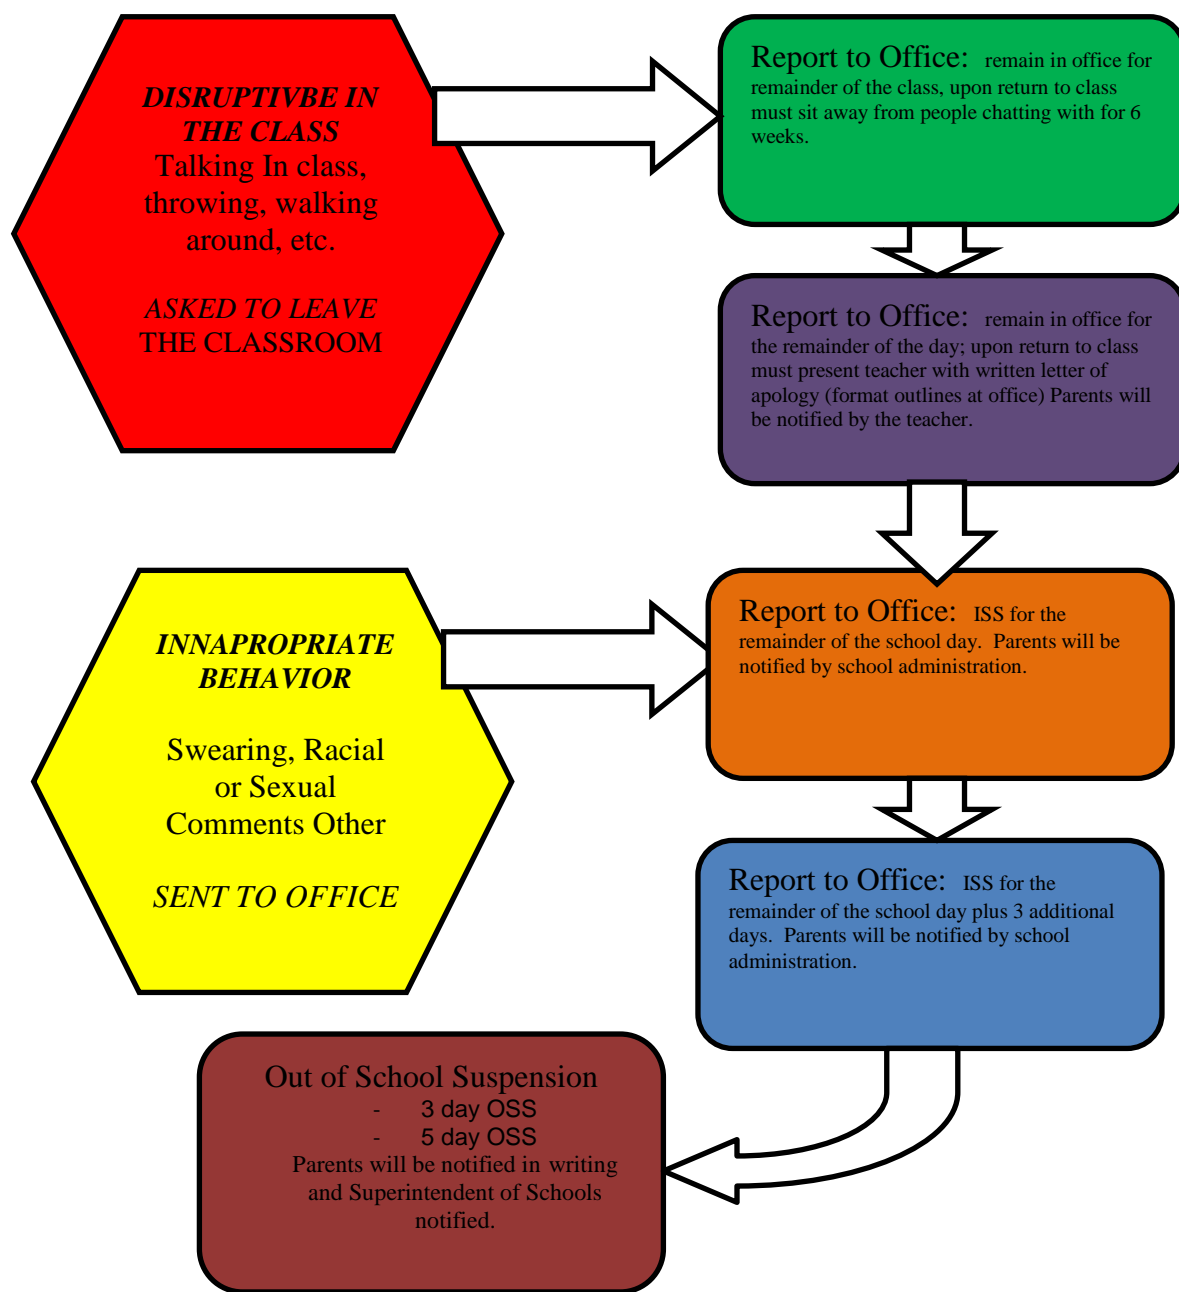 DISRUPTIVBE IN
THE CLASS
Talking In class,
throwing, walking
around, etc.
ASKED TO LEAVE
THE CLASSROOM
Report to Office: remain in office for
remainder of the class, upon return to class
must sit away from people chatting with for 6
weeks.
Report to Office: remain in office for
the remainder of the day; upon return to class
must present teacher with written letter of
apology (format outlines at office) Parents will
be notified by the teacher.
INNAPROPRIATE
BEHAVIOR
Swearing, Racial
or Sexual
Comments Other
SENT TO OFFICE
Report to Office: ISS for the
remainder of the school day. Parents will be
notified by school administration.
Report to Office: ISS for the
remainder of the school day plus 3 additional
days. Parents will be notified by school
administration.
Out of School Suspension
- 3 day OSS
- 5 day OSS
Parents will be notified in writing
and Superintendent of Schools
notified.